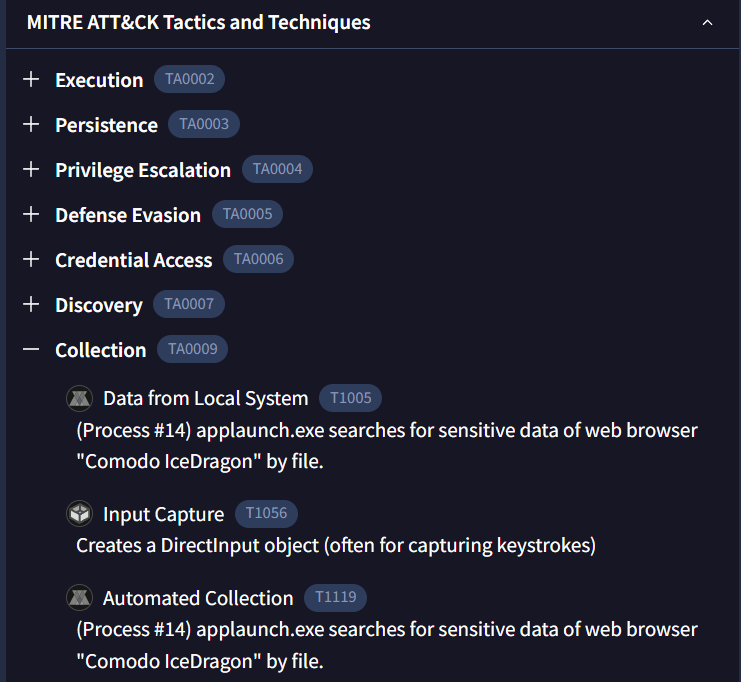 MITRE ATT&CK Tactics and Techniques
Execution TA0002
Persistence TA0003
Privilege Escalation TA0004
Defense Evasion TA0005
Credential Access TA0006
Discovery TA0007
Collection TA0009
Data from Local System T1005
(Process #14) applaunch.exe searches for sensitive data of web browser
"Comodo IceDragon" by file.
Input Capture T1056
Creates a DirectInput object (often for capturing keystrokes)
Automated Collection T1119
(Process #14) applaunch.exe searches for sensitive data of web browser
"Comodo IceDragon" by file.